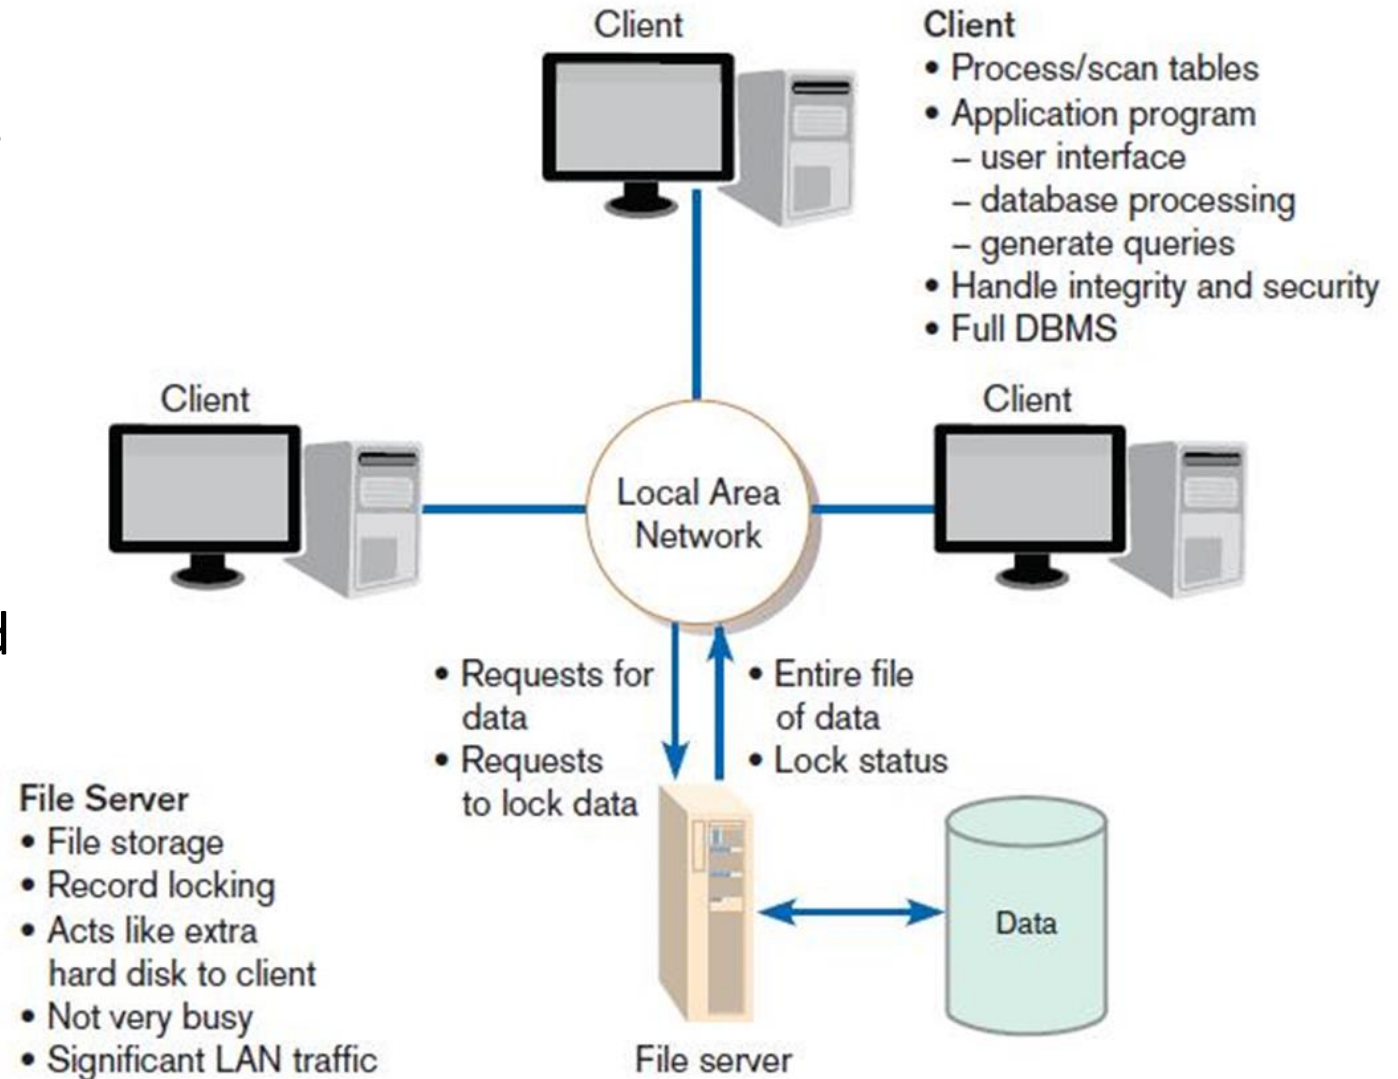 Client
Client
• Process/scan tables
• Application program
– user interface
– database processing
– generate queries
• Handle integrity and security
• Full DBMS
Client
Client
Local Area
Network
• Requests for
data
• Requests
to lock data
• Entire file
of data
• Lock status
File Server
• File storage
• Record locking
• Acts like extra
hard disk to client
• Not very busy
• Significant LAN traffic
Data
File server